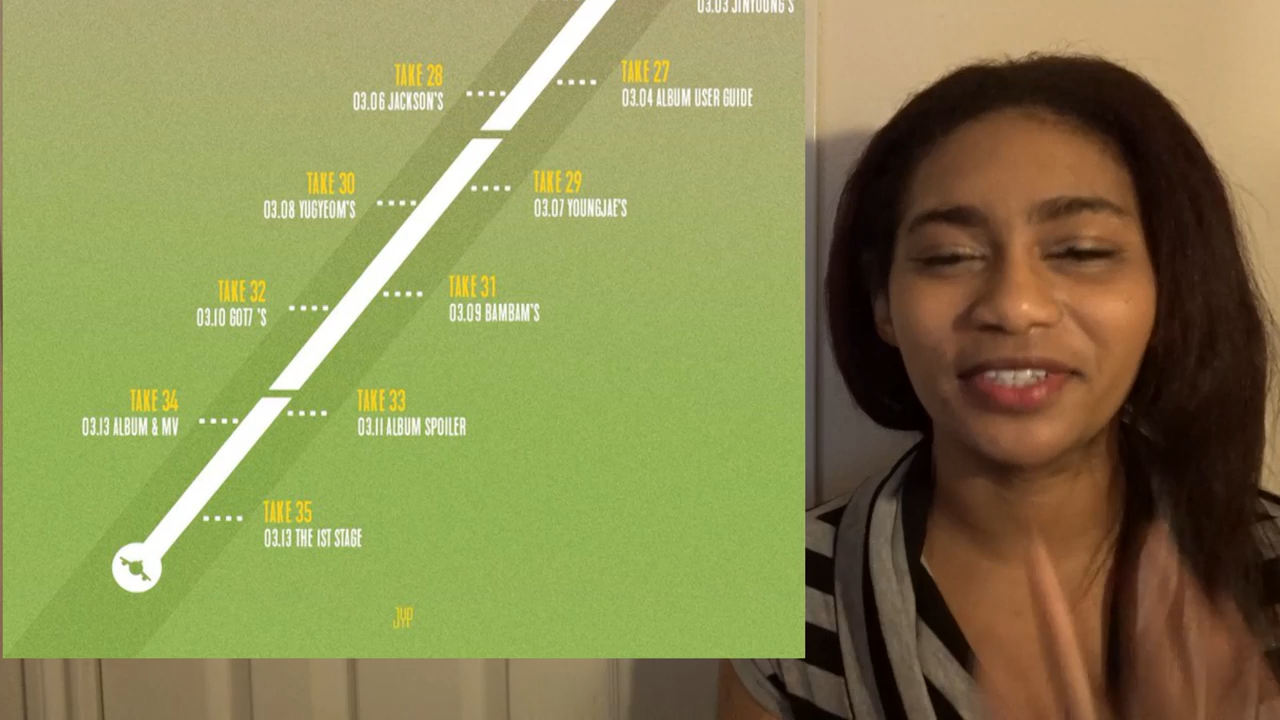 03.03 JINYOUNG'S
TAKE 28
03.06 JACKSON'S
TAKE 27
03.04 ALBUM USER GUIDE
TAKE 30
03.08 YUGYEOM'S
TAKE 29
03.07 YOUNGJAE'S
TAKE 32
03.10 GOT7 'S
TAKE 31
03.09 BAMBAM'S
TAKE 34
03.13 ALBUM & MV
TAKE 33
03.11 ALBUM SPOILER
TAKE 35
03.13 THE 1ST STAGE
JYP